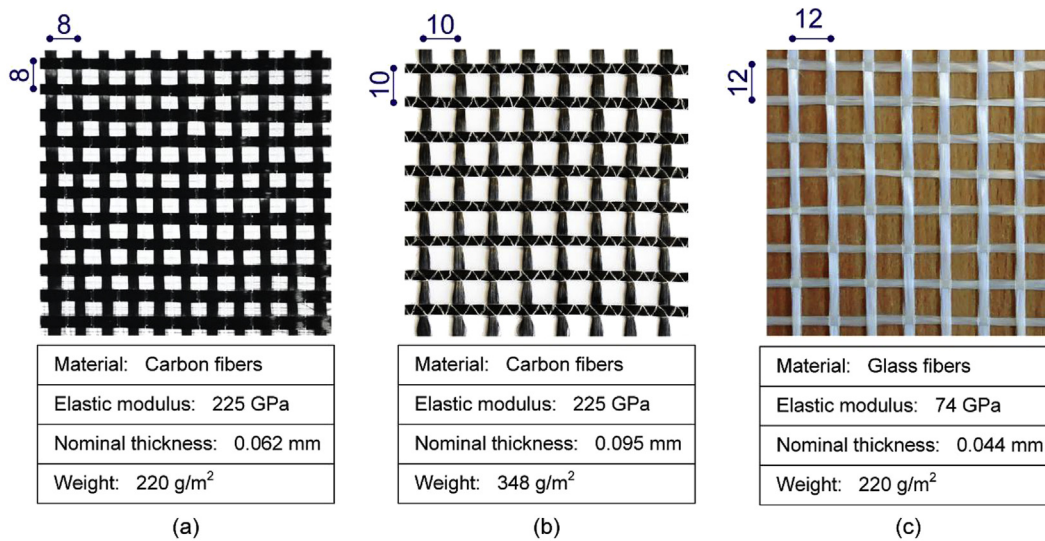 8
8
10
10
12
12
Material: Carbon fibers
Elastic modulus: 225 GPa
Nominal thickness: 0.062 mm
Weight: 220 g/m²
(a)
Material: Carbon fibers
Elastic modulus: 225 GPa
Nominal thickness: 0.095 mm
Weight: 348 g/m²
(b)
Material: Glass fibers
Elastic modulus: 74 GPa
Nominal thickness: 0.044 mm
Weight: 220 g/m²
(c)